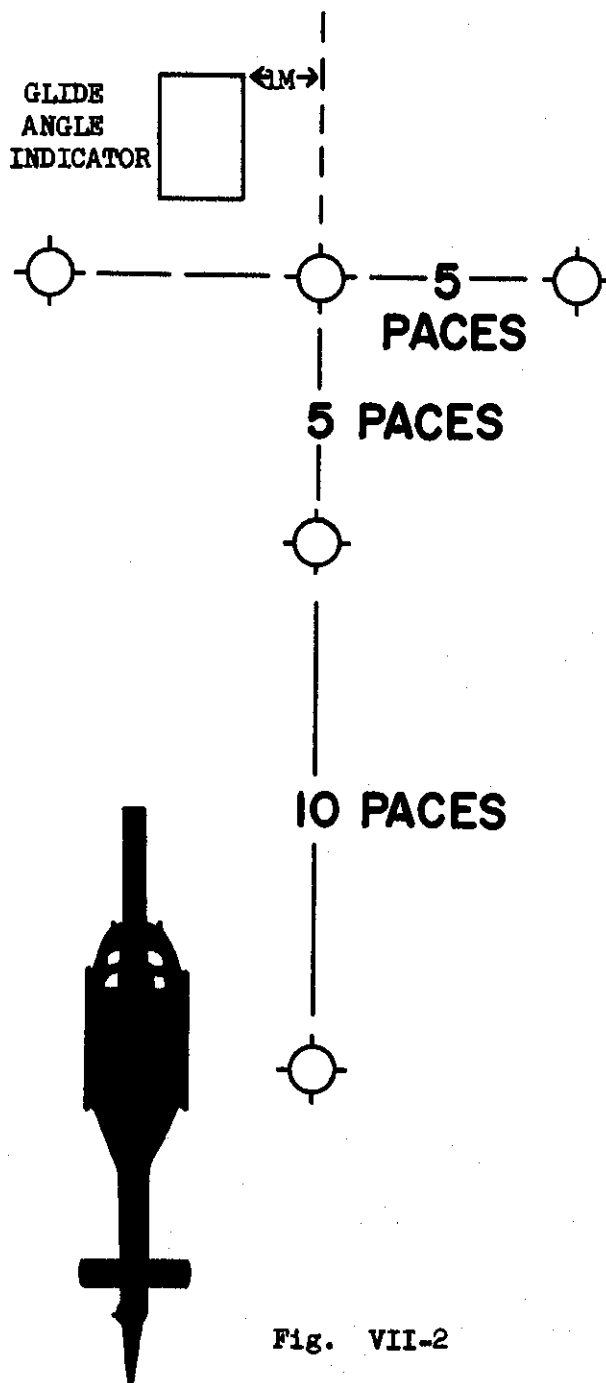 1M
GLIDE
ANGLE
INDICATOR
5
PACES
5 PACES
10 PACES
Fig. VII-2